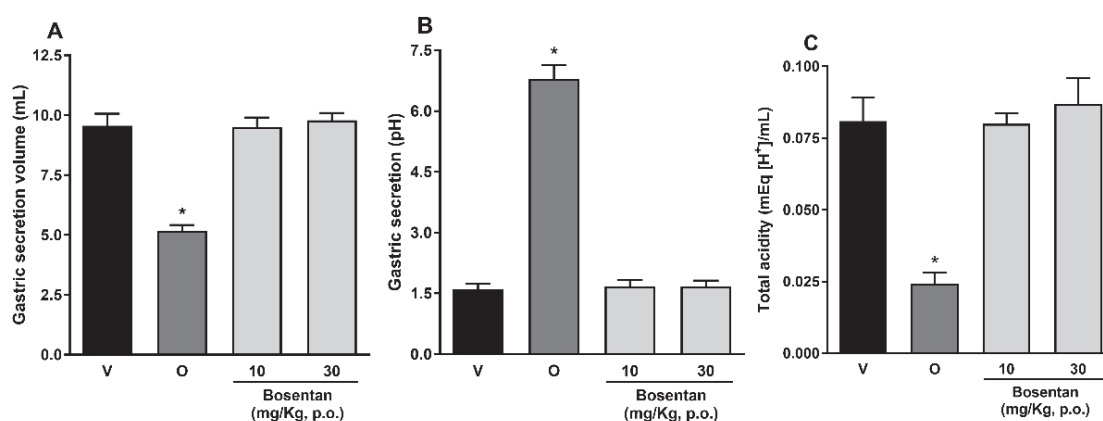 A
Gastric secretion volume (mL)
12.5
10.0
7.5
5.0
2.5
0.0
*
V
O
10
30
Bosentan
(mg/Kg, p.o.)
B
Gastric secretion (pH)
7.5
6.0
4.5
3.0
1.5
0.0
*
V
O
10
30
Bosentan
(mg/Kg, p.o.)
C
Total acidity (mEq [H⁺]/mL)
0.100
0.075
0.050
0.025
0.000
*
V
O
10
30
Bosentan
(mg/Kg, p.o.)